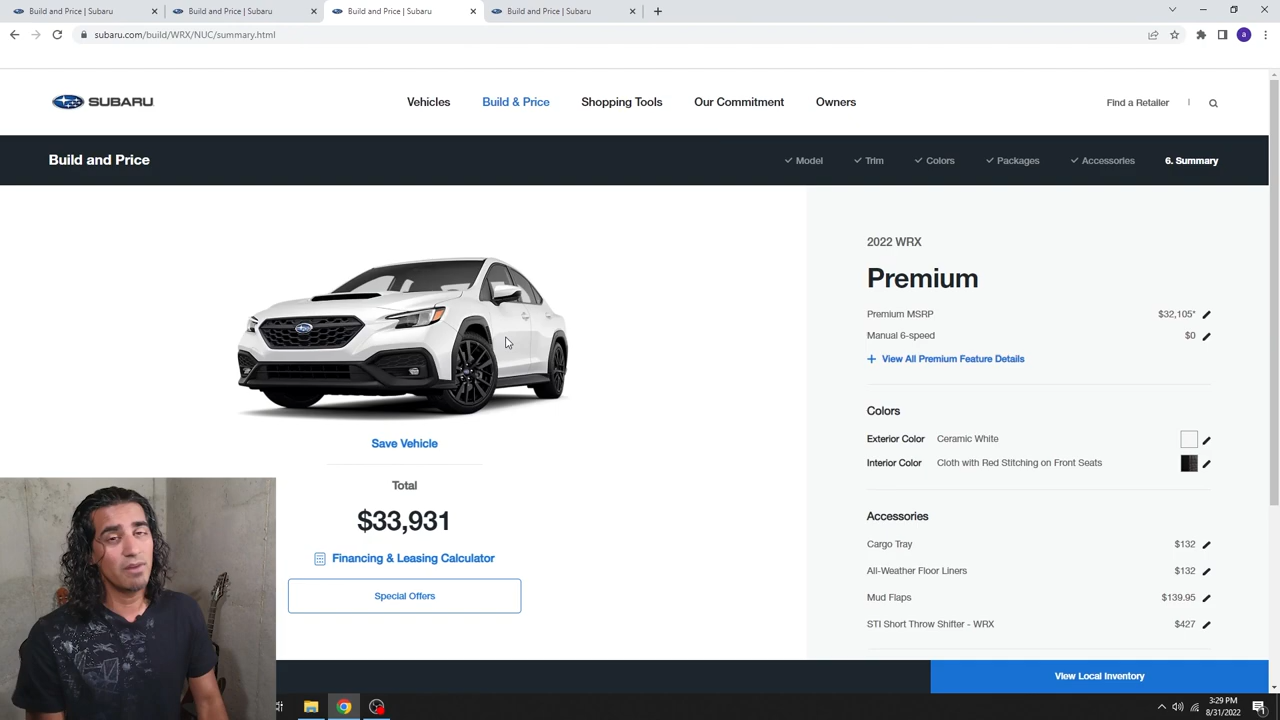 Build & Price | Subaru
Build & Price | Subaru
Build & Price | Subaru
Build & Price | Subaru
subaru.com/build/WRX/NUC/summary.html
a
SUBARU
Vehicles
Build & Price
Shopping Tools
Our Commitment
Owners
Find a Retailer
Build and Price
Model
Trim
Colors
Packages
Accessories
6. Summary
2022 WRX
Premium
Premium MSRP $32,105*
Manual 6-speed $0
+ View All Premium Feature Details
Save Vehicle
Total
$33,931
Financing & Leasing Calculator
Special Offers
Colors
Exterior Color Ceramic White
Interior Color Cloth with Red Stitching on Front Seats
Accessories
Cargo Tray $132
All-Weather Floor Liners $132
Mud Flaps $139.95
STI Short Throw Shifter - WRX $427
View Local Inventory
3:29 PM
8/31/2022